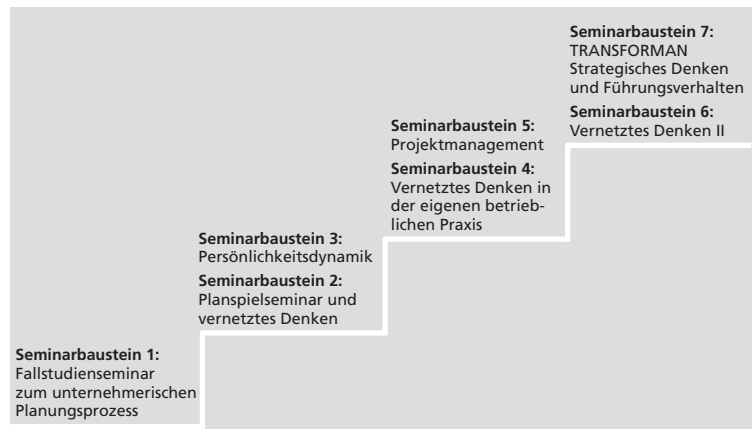 Seminarbaustein 7:
TRANSFORMAN
Strategisches Denken
und Führungsverhalten
Seminarbaustein 6:
Vernetztes Denken II
Seminarbaustein 5:
Projektmanagement
Seminarbaustein 4:
Vernetztes Denken in
der eigenen betrieb-
lichen Praxis
Seminarbaustein 3:
Persönlichkeitsdynamik
Seminarbaustein 2:
Planspielseminar und
vernetztes Denken
Seminarbaustein 1:
Fallstudienseminar
zum unternehmerischen
Planungsprozess